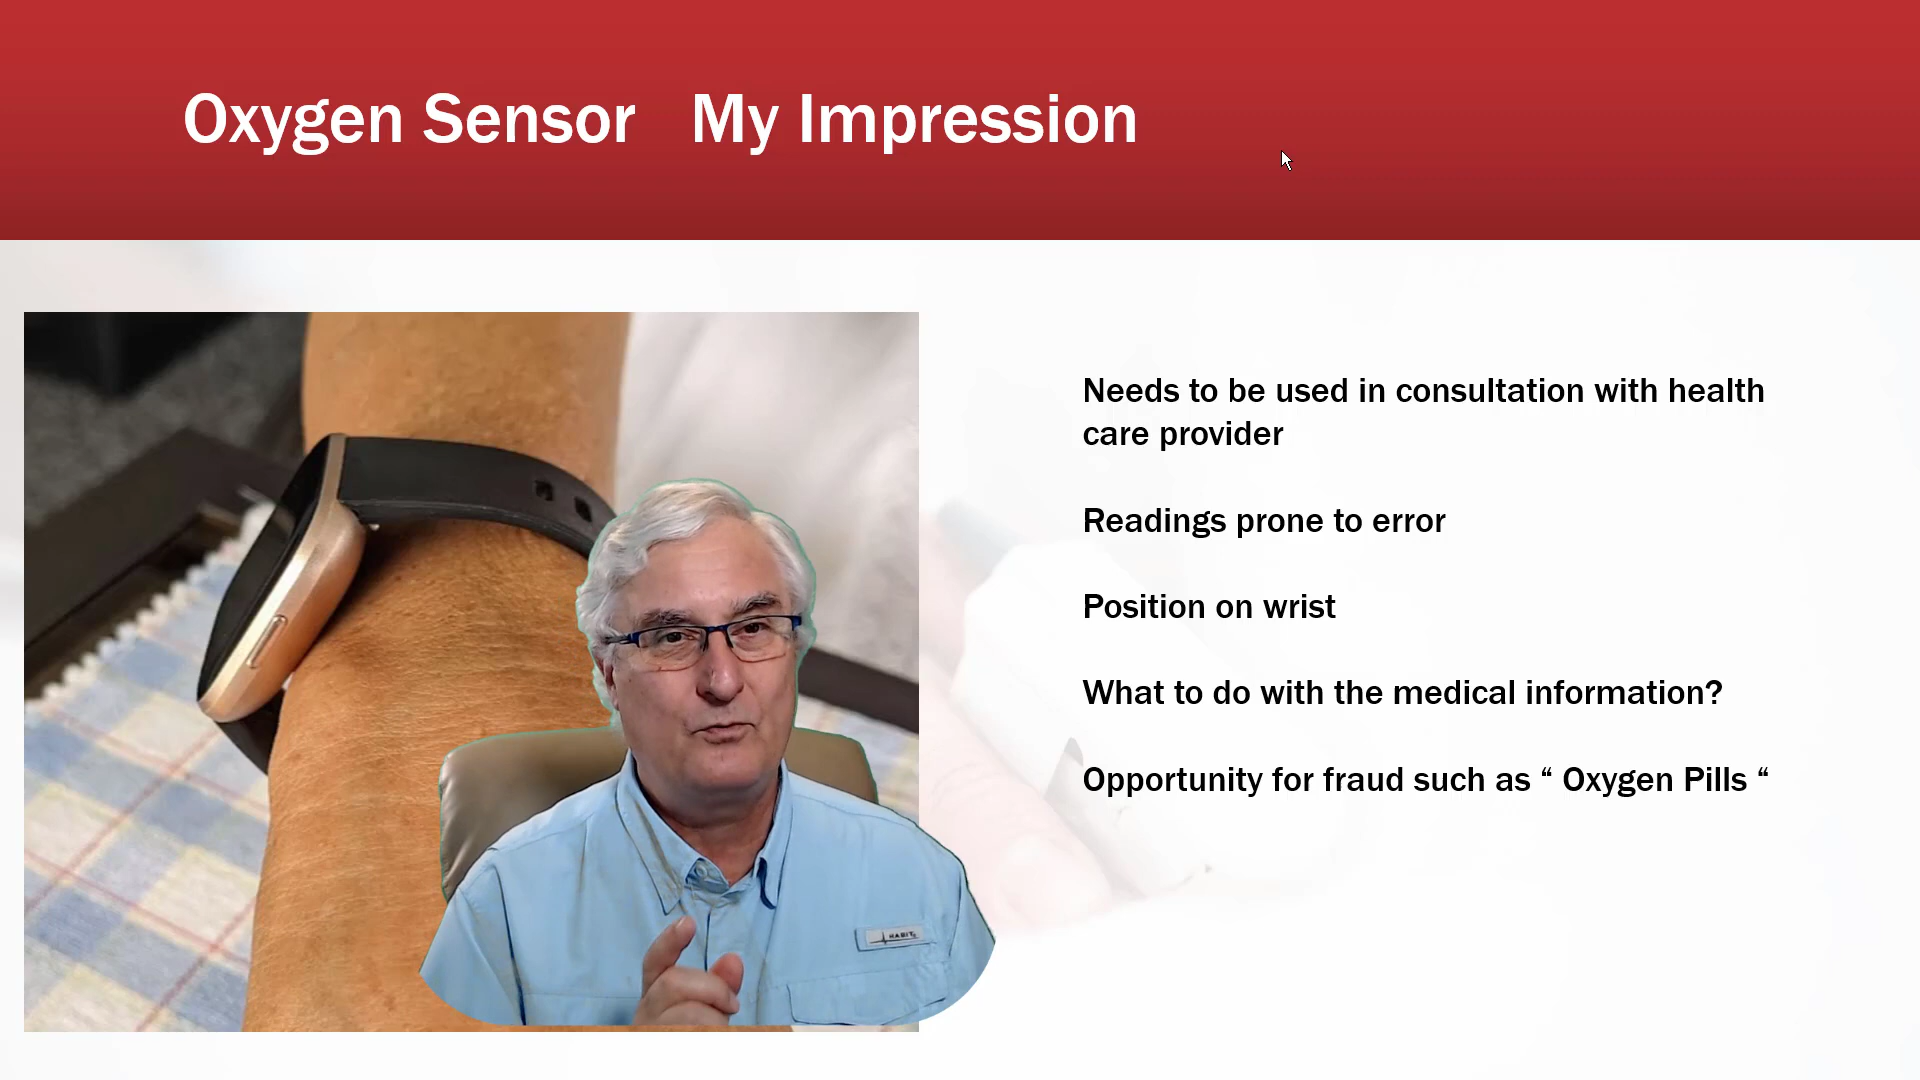 Oxygen Sensor   My Impression
Needs to be used in consultation with health
care provider
Readings prone to error
Position on wrist
What to do with the medical information?
Opportunity for fraud such as “ Oxygen Pills “
HABIT